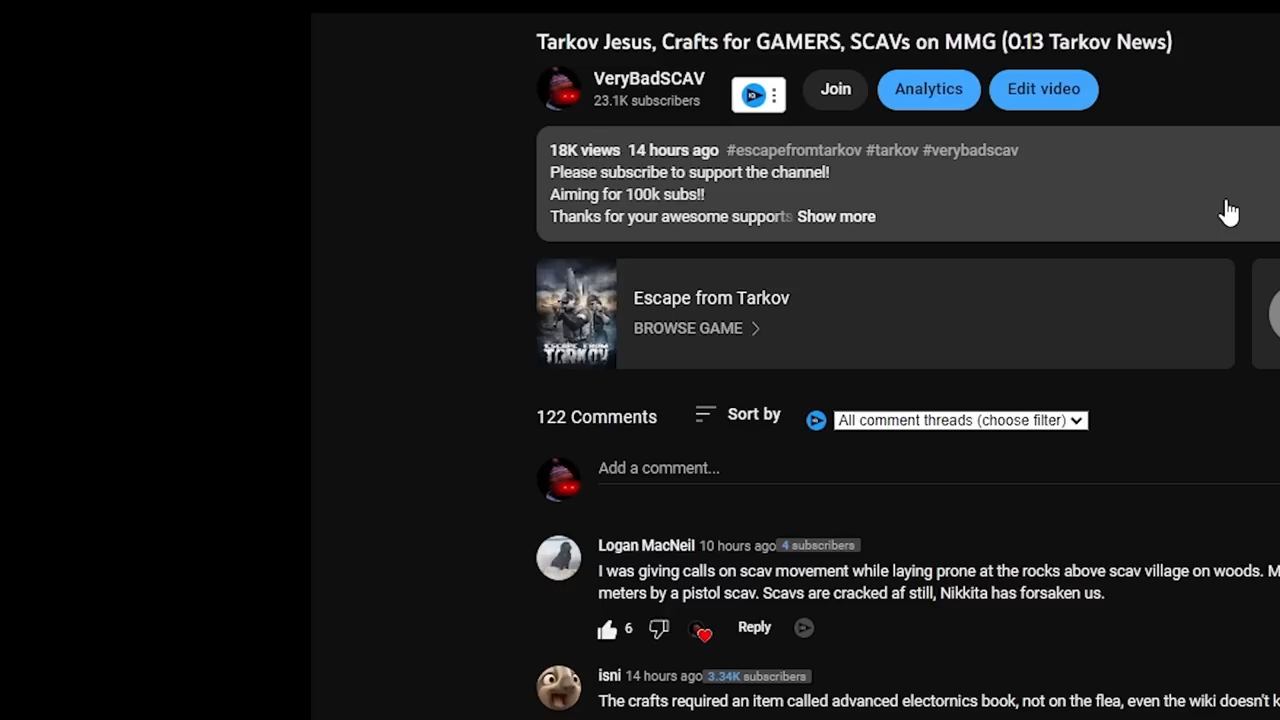 Tarkov Jesus, Crafts for GAMERS, SCAVs on MMG (0.13 Tarkov News)
VeryBadSCAV
23.1K subscribers
Join
Analytics
Edit video
18K views 14 hours ago #escapefromtarkov #tarkov #verybadscav
Please subscribe to support the channel!
Aiming for 100k subs!!
Thanks for your awesome supports Show more
ESCAPE FROM
TARKOV
Escape from Tarkov
BROWSE GAME
122 Comments
Sort by
All comment threads (choose filter)
Add a comment...
Logan MacNeil 10 hours ago 4 subscribers
I was giving calls on scav movement while laying prone at the rocks above scav village on woods. M
meters by a pistol scav. Scavs are cracked af still, Nikkita has forsaken us.
6
Reply
isni 14 hours ago 3.34K subscribers
The crafts required an item called advanced electornics book, not on the flea, even the wiki doesn't k